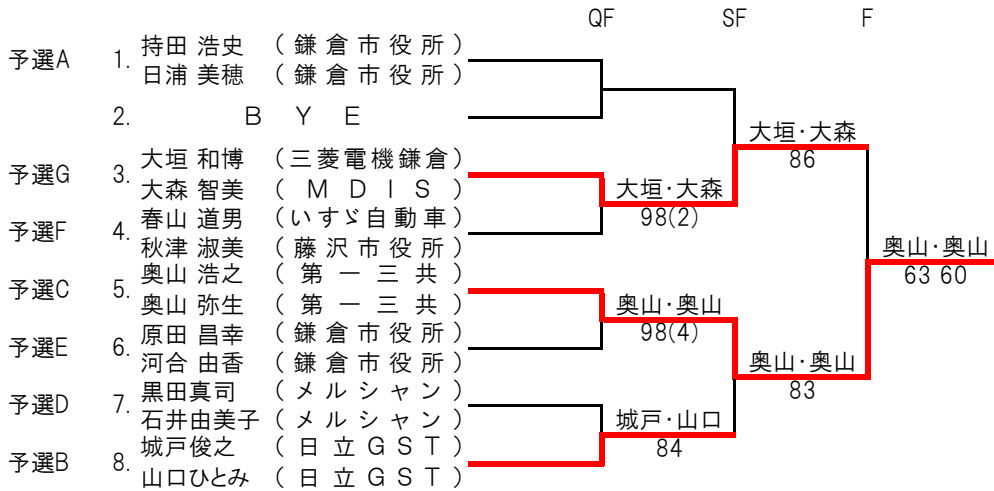 QF SF F
予選A 1. 持田 浩史 (鎌倉市役所)
日浦 美穂 (鎌倉市役所)
2. BYE
大垣・大森
86
予選G 3. 大垣 和博 (三菱電機鎌倉)
大森 智美 (MDIS)
大垣・大森
98(2)
予選F 4. 春山 道男 (いすゞ自動車)
秋津 淑美 (藤沢市役所)
奥山・奥山
63 60
予選C 5. 奥山 浩之 (第一三共)
奥山 弥生 (第一三共)
奥山・奥山
98(4)
予選E 6. 原田 昌幸 (鎌倉市役所)
河合 由香 (鎌倉市役所)
奥山・奥山
83
予選D 7. 黒田真司 (メルシャン)
石井由美子 (メルシャン)
城戸・山口
84
予選B 8. 城戸俊之 (日立GST)
山口ひとみ (日立GST)